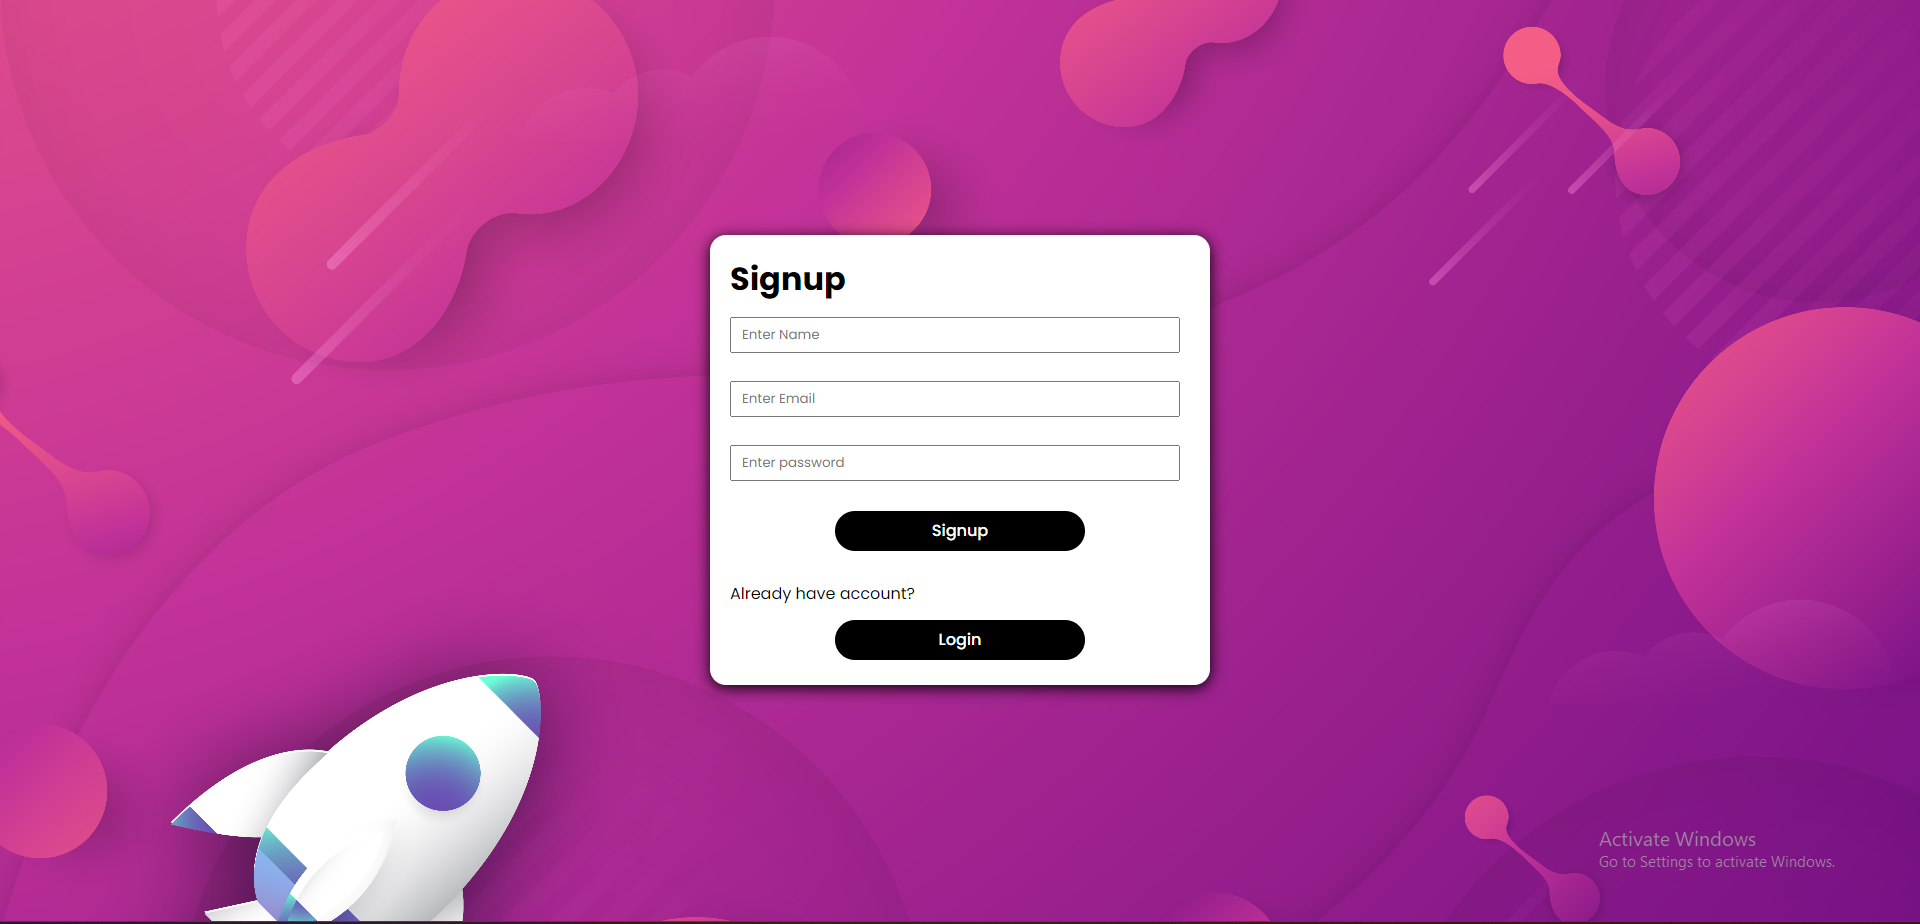 Signup
Enter Name
Enter Email
Enter password
Signup
Already have account?
Login
Activate Windows
Go to Settings to activate Windows.